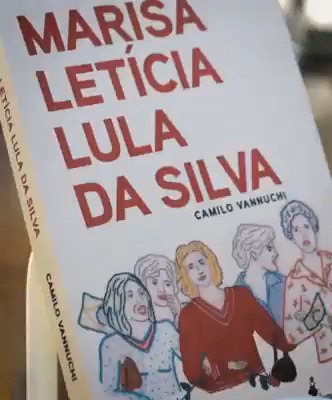 MARISA
LETÍCIA
LULA
DA SILVA
CAMILO VANNUCHI
LETÍCIA LULA DA SILVA
CAMILO VANNUCHI